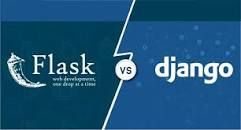 Flask
web development,
one drop at a time
VS
django